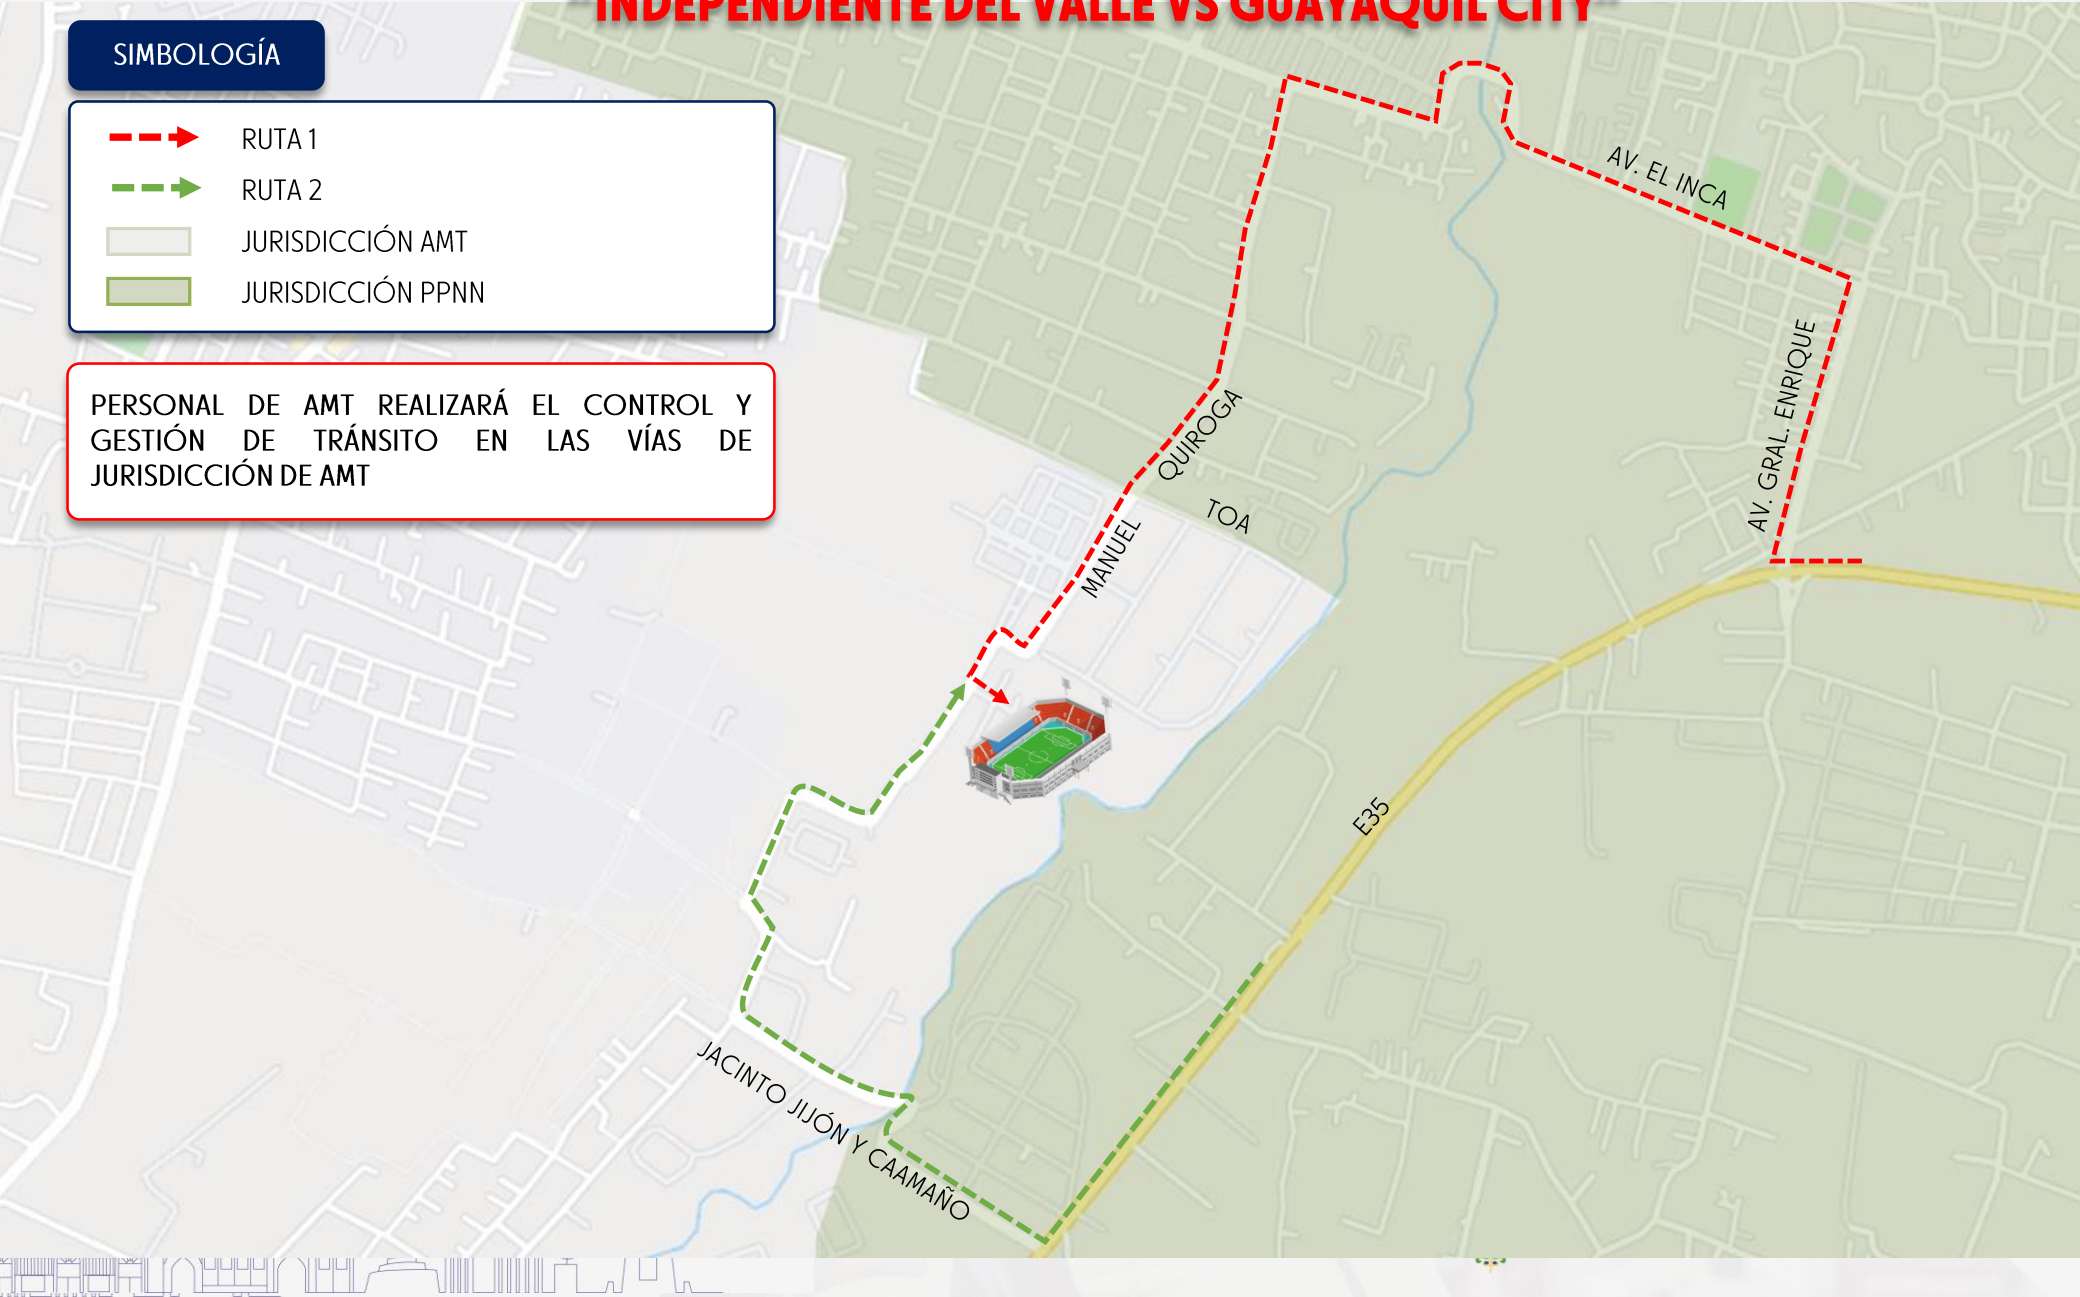 "INDEPENDIENTE DEL VALLE VS GUAYAQUIL CITY"
SIMBOLOGÍA
RUTA 1
RUTA 2
JURISDICCIÓN AMT
JURISDICCIÓN PPNN
PERSONAL DE AMT REALIZARÁ EL CONTROL Y
GESTIÓN DE TRÁNSITO EN LAS VÍAS DE
JURISDICCIÓN DE AMT
AV. EL INCA
AV. GRAL. ENRIQUE
QUIROGA
TOA
MANUEL
E35
JACINTO JIJÓN Y CAAMAÑO